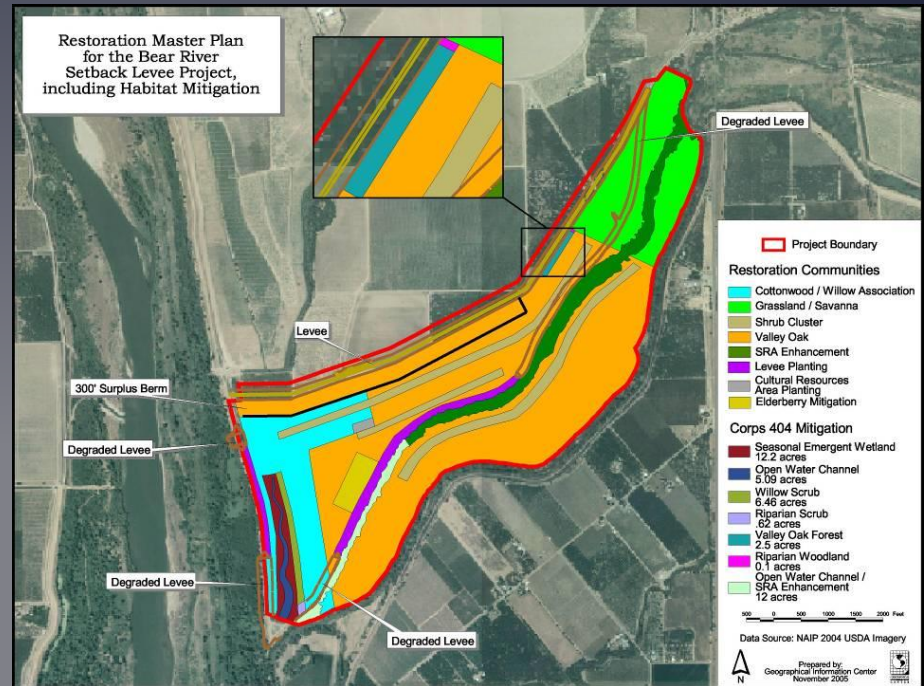 Restoration Master Plan
for the Bear River
Setback Levee Project,
including Habitat Mitigation
Degraded Levee
Levee
300' Surplus Berm
Degraded Levee
Degraded Levee
Degraded Levee
Project Boundary
Restoration Communities
Cottonwood / Willow Association
Grassland / Savanna
Shrub Cluster
Valley Oak
SRA Enhancement
Levee Planting
Cultural Resources
Area Planting
Elderberry Mitigation
Corps 404 Mitigation
Seasonal Emergent Wetland
12.2 acres
Open Water Channel
5.09 acres
Willow Scrub
6.46 acres
Riparian Scrub
.62 acres
Valley Oak Forest
2.5 acres
Riparian Woodland
0.1 acres
Open Water Channel /
SRA Enhancement
12 acres
500 0 500 1000 1500 2000 Feet
Data Source: NAIP 2004 USDA Imagery
N
Prepared by:
Geographical Information Center
November 2005